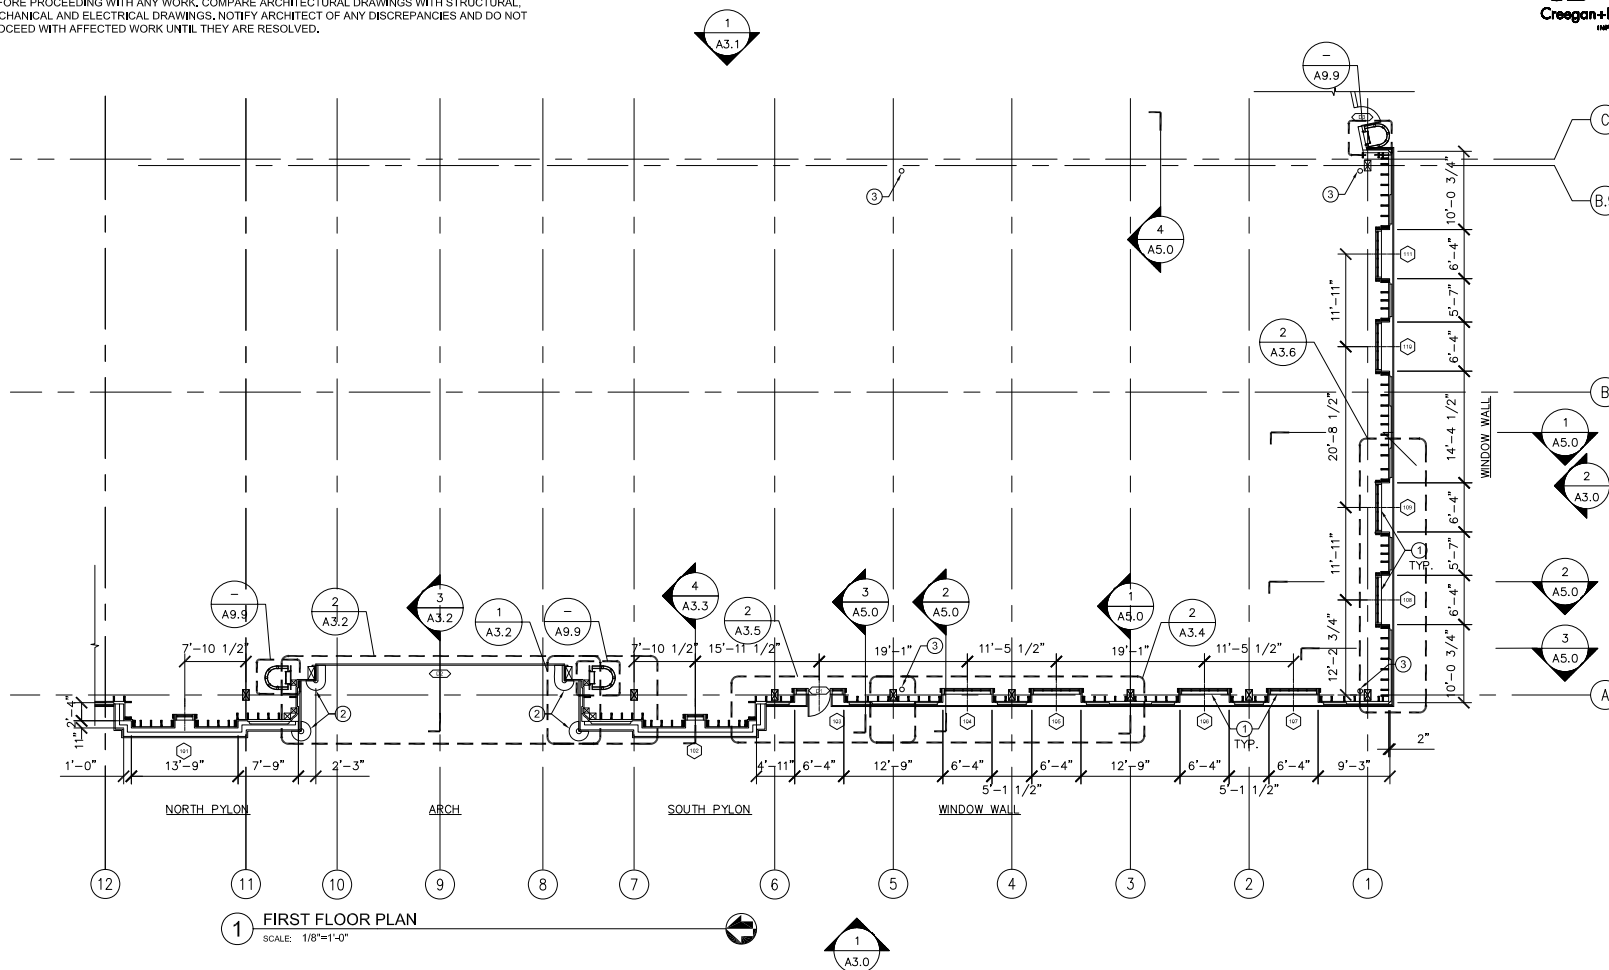 FORE PROCEEDING WITH ANY WORK. COMPARE ARCHITECTURAL DRAWINGS WITH STRUCTURAL,
CHANICAL AND ELECTRICAL DRAWINGS. NOTIFY ARCHITECT OF ANY DISCREPANCIES AND DO NOT
OCEED WITH AFFECTED WORK UNTIL THEY ARE RESOLVED.
Creegan+
1
A3.1
–
A9.9
C
B.
3
3
4
A5.0
10'-0 3/4"
111
6'-4"
11'-11"
5'-7"
2
A3.6
110
6'-4"
B
20'-8 1/2"
14'-4 1/2"
WINDOW WALL
1
A5.0
2
A3.0
109
6'-4"
1
TYP.
11'-11"
5'-7"
108
6'-4"
2
A5.0
12'-2 3/4"
10'-0 3/4"
3
A5.0
3
A
–
A9.9
2
A3.2
3
A3.2
1
A3.2
–
A9.9
4
A3.3
2
A3.5
3
A5.0
2
A5.0
1
A5.0
2
A3.4
7'-10 1/2"
7'-10 1/2"
15'-11 1/2"
19'-1"
3
11'-5 1/2"
19'-1"
11'-5 1/2"
2'-4"
11"
2
2
101
102
103
104
105
106
107
1
TYP.
2"
1'-0"
13'-9"
7'-9"
2'-3"
4'-11"
6'-4"
12'-9"
6'-4"
6'-4"
12'-9"
6'-4"
6'-4"
9'-3"
5'-1 1/2"
5'-1 1/2"
NORTH PYLON
ARCH
SOUTH PYLON
WINDOW WALL
12
11
10
9
8
7
6
5
4
3
2
1
1
FIRST FLOOR PLAN
SCALE: 1/8"=1'-0"
1
A3.0